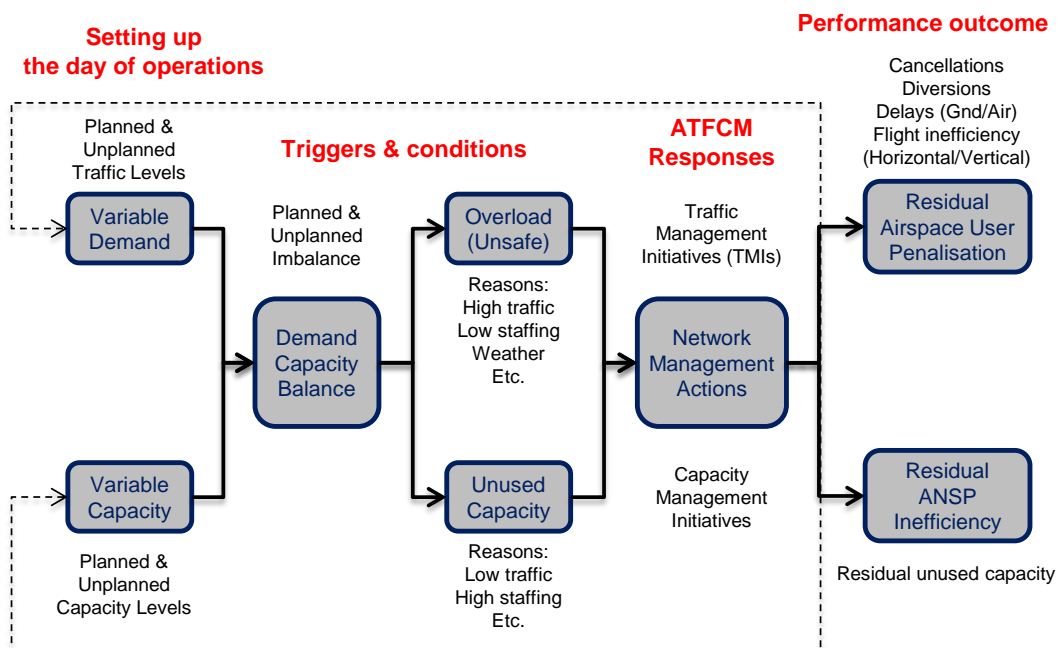 Setting up
the day of operations
Performance outcome
Cancellations
Diversions
Delays (Gnd/Air)
Flight inefficiency
(Horizontal/Vertical)
Planned &
Unplanned
Traffic Levels
Triggers & conditions
ATFCM
Responses
Variable
Demand
Planned &
Unplanned
Imbalance
Overload
(Unsafe)
Traffic
Management
Initiatives (TMIs)
Residual
Airspace User
Penalisation
Reasons:
High traffic
Low staffing
Weather
Etc.
Demand
Capacity
Balance
Network
Management
Actions
Variable
Capacity
Unused
Capacity
Capacity
Management
Initiatives
Residual
ANSP
Inefficiency
Planned &
Unplanned
Capacity Levels
Reasons:
Low traffic
High staffing
Etc.
Residual unused capacity